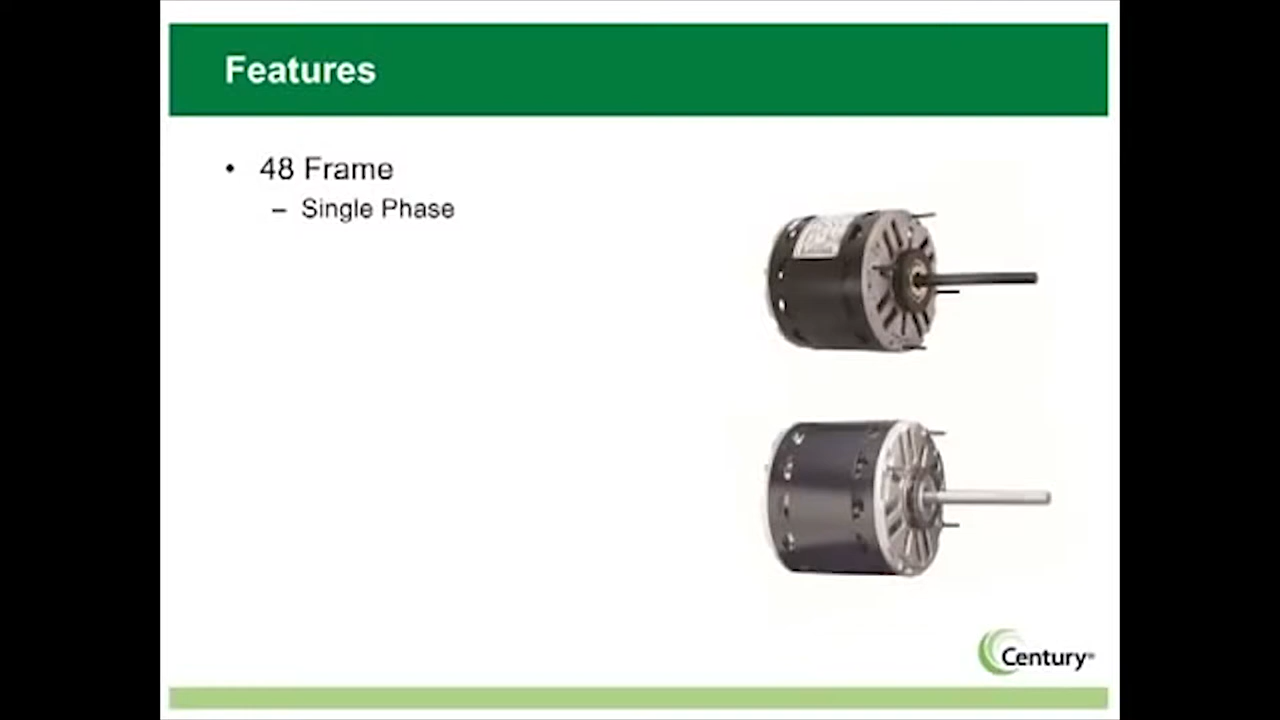 Features
• 48 Frame
– Single Phase
Century®